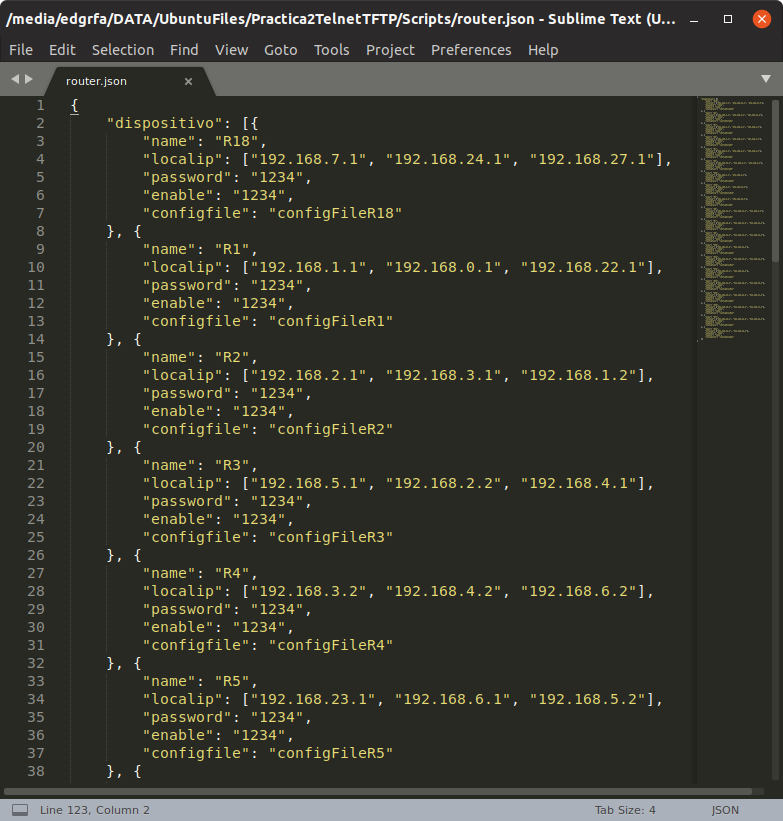 /media/edgrfa/DATA/UbuntuFiles/Practica2TelnetTFTP/Scripts/router.json - Sublime Text (U...
File Edit Selection Find View Goto Tools Project Preferences Help
router.json
1 {
2 "dispositivo": [{
3 "name": "R18",
4 "localip": ["192.168.7.1", "192.168.24.1", "192.168.27.1"],
5 "password": "1234",
6 "enable": "1234",
7 "configfile": "configFileR18"
8 }, {
9 "name": "R1",
10 "localip": ["192.168.1.1", "192.168.0.1", "192.168.22.1"],
11 "password": "1234",
12 "enable": "1234",
13 "configfile": "configFileR1"
14 }, {
15 "name": "R2",
16 "localip": ["192.168.2.1", "192.168.3.1", "192.168.1.2"],
17 "password": "1234",
18 "enable": "1234",
19 "configfile": "configFileR2"
20 }, {
21 "name": "R3",
22 "localip": ["192.168.5.1", "192.168.2.2", "192.168.4.1"],
23 "password": "1234",
24 "enable": "1234",
25 "configfile": "configFileR3"
26 }, {
27 "name": "R4",
28 "localip": ["192.168.3.2", "192.168.4.2", "192.168.6.2"],
29 "password": "1234",
30 "enable": "1234",
31 "configfile": "configFileR4"
32 }, {
33 "name": "R5",
34 "localip": ["192.168.23.1", "192.168.6.1", "192.168.5.2"],
35 "password": "1234",
36 "enable": "1234",
37 "configfile": "configFileR5"
38 }, {
Line 123, Column 2 Tab Size: 4 JSON